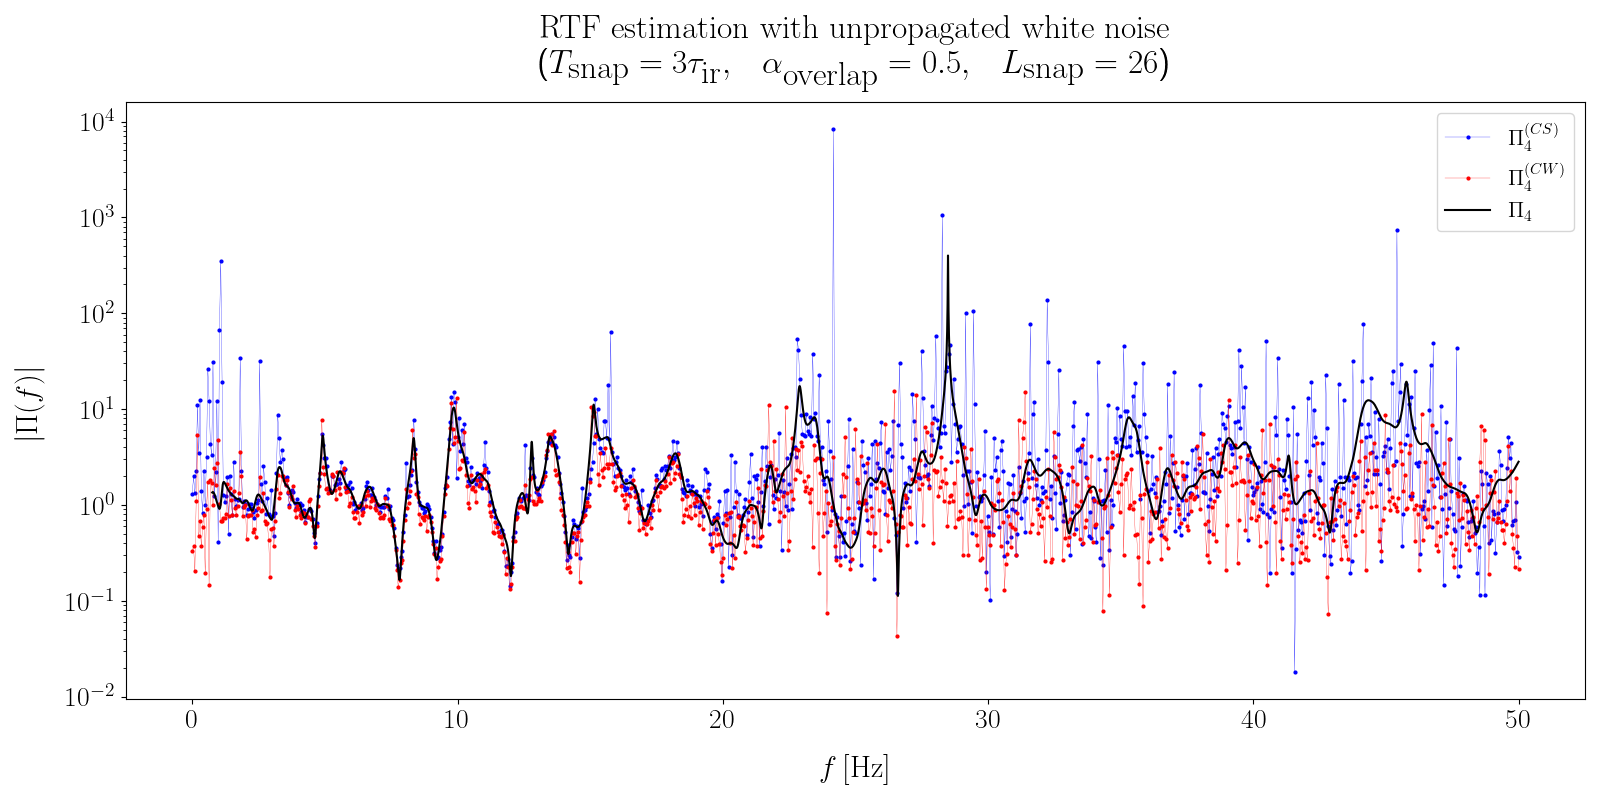 RTF estimation with unpropagated white noise
(T_snap = 3τ_ir, α_overlap = 0.5, L_snap = 26)
10^4
10^3
10^2
10^1
10^0
10^−1
10^−2
|Π(f)|
0 10 20 30 40 50
f [Hz]
Π_4^(CS)
Π_4^(CW)
Π_4